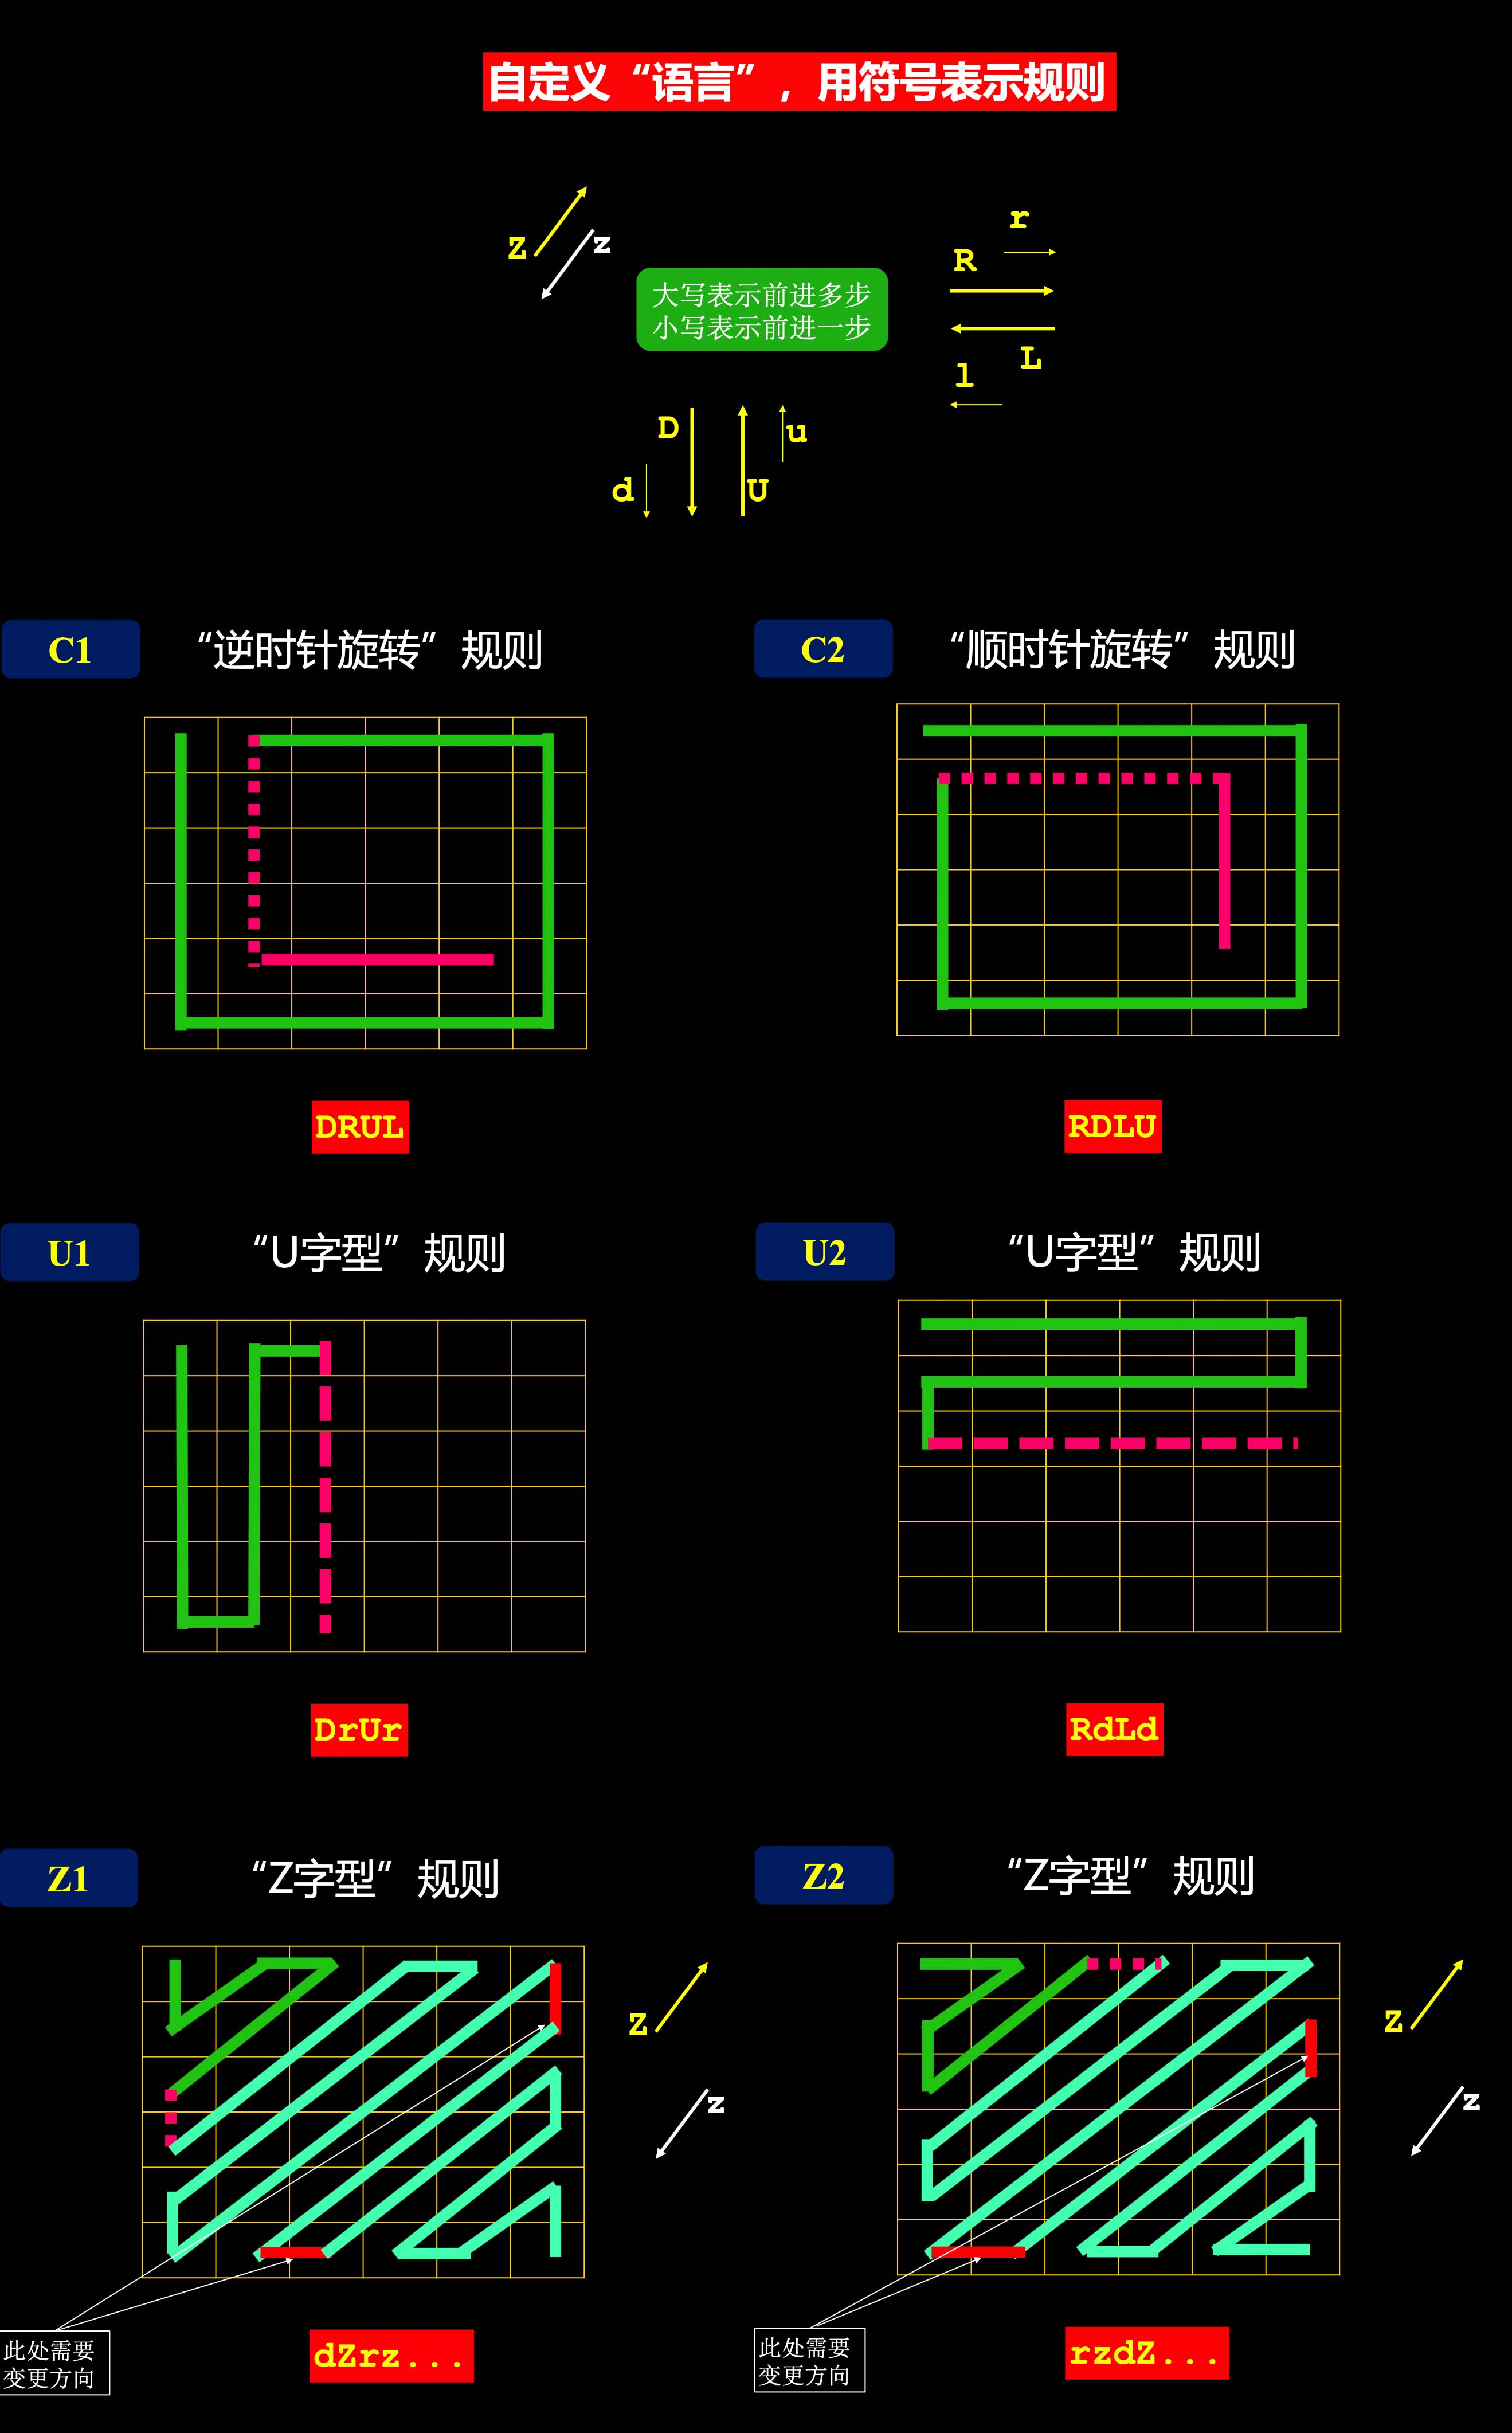 自定义“语言”，用符号表示规则
Z
z
r
R
大写表示前进多步
小写表示前进一步
L
l
D
u
d
U
C1
“逆时针旋转”规则
C2
“顺时针旋转”规则
DRUL
RDLU
U1
“U字型”规则
U2
“U字型”规则
DrUr
RdLd
Z1
“Z字型”规则
Z2
“Z字型”规则
Z
z
Z
z
此处需要
变更方向
dZrz...
此处需要
变更方向
rzdZ...